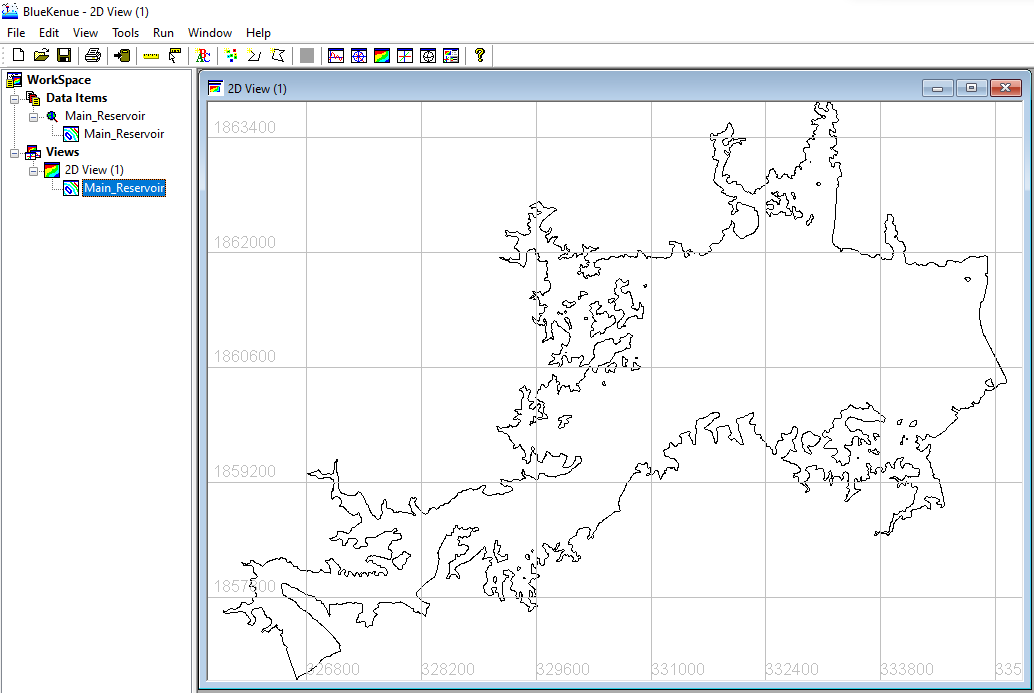 BlueKenue - 2D View (1)
File Edit View Tools Run Window Help
WorkSpace
Data Items
Main_Reservoir
Main_Reservoir
Views
2D View (1)
Main_Reservoir
2D View (1)
1863400
1862000
1860600
1859200
326800 328200 329600 331000 332400 333800 335